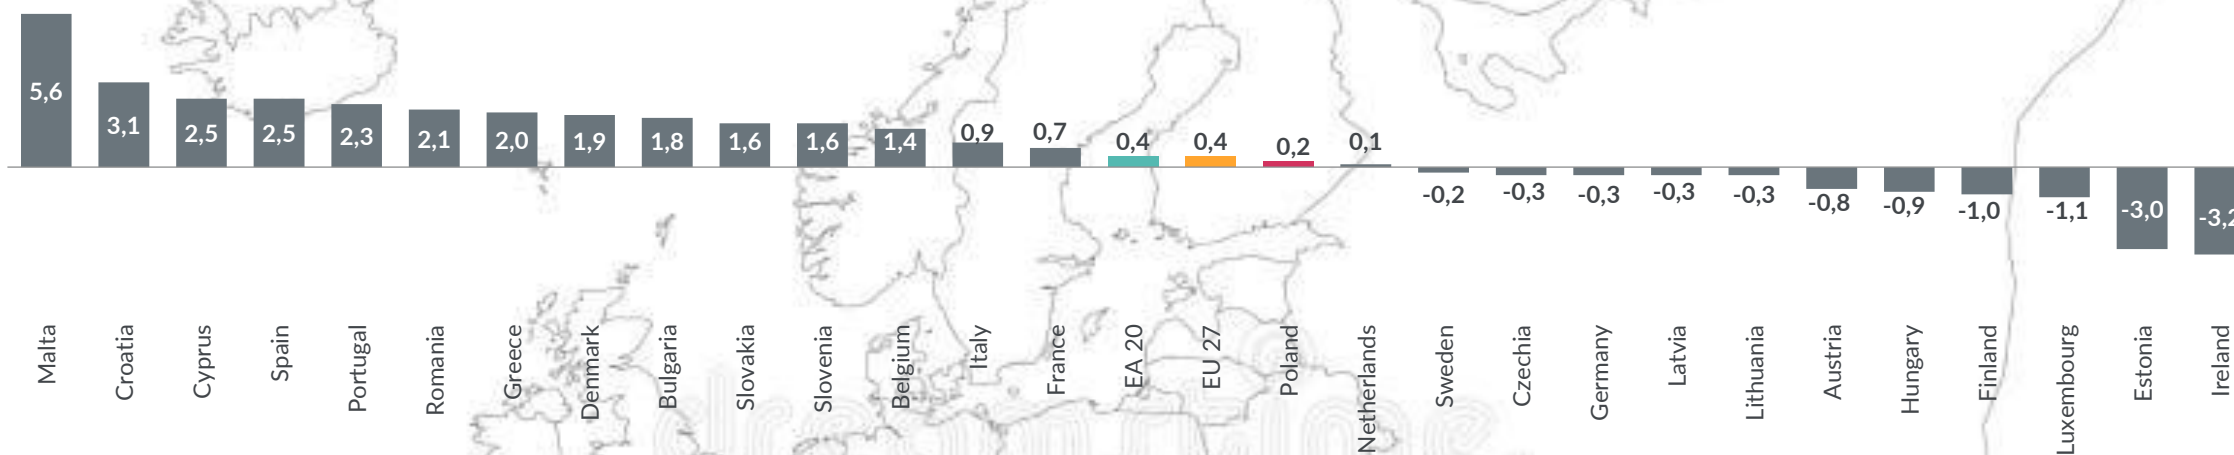 5,6
3,1
2,5
2,5
2,3
2,1
2,0
1,9
1,8
1,6
1,6
1,4
0,9
0,7
0,4
0,4
0,2
0,1
-0,2
-0,3
-0,3
-0,3
-0,3
-0,8
-0,9
-1,0
-1,1
-3,0
-3,2
Malta
Croatia
Cyprus
Spain
Portugal
Romania
Greece
Denmark
Bulgaria
Slovakia
Slovenia
Belgium
Italy
France
EA 20
EU 27
Poland
Netherlands
Sweden
Czechia
Germany
Latvia
Lithuania
Austria
Hungary
Finland
Luxembourg
Estonia
Ireland